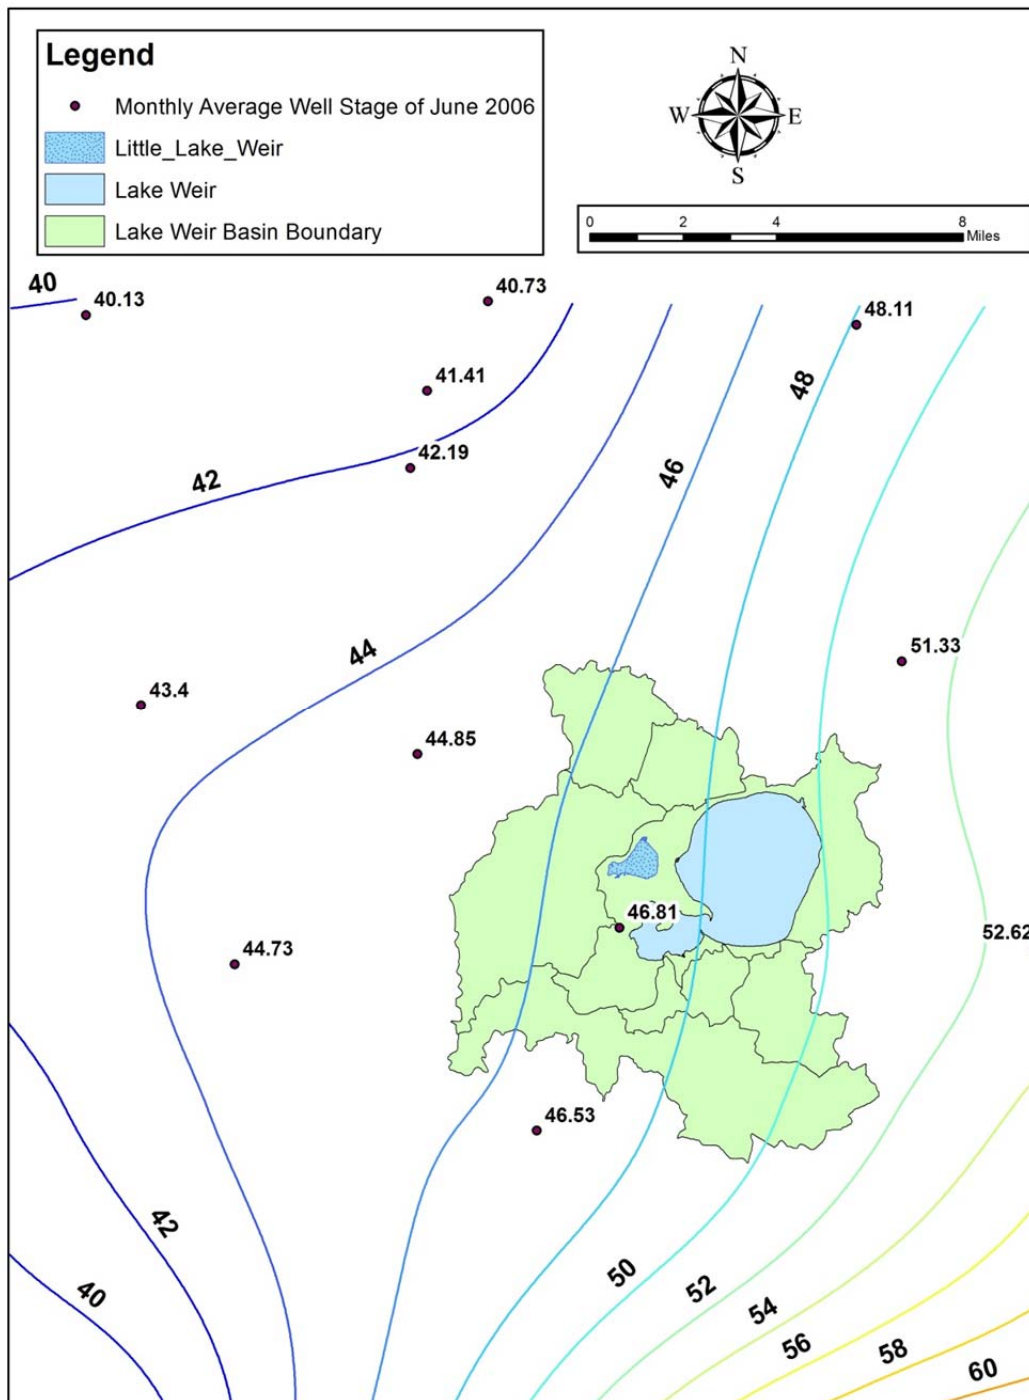 Legend
Monthly Average Well Stage of June 2006
Little_Lake_Weir
Lake Weir
Lake Weir Basin Boundary
N
W E
S
0 2 4 8
Miles
40
40.13
40.73
48.11
41.41
48
42.19
46
42
44
51.33
43.4
44.85
46.81
52.62
44.73
46.53
42
50
40
52
54
56
58
60